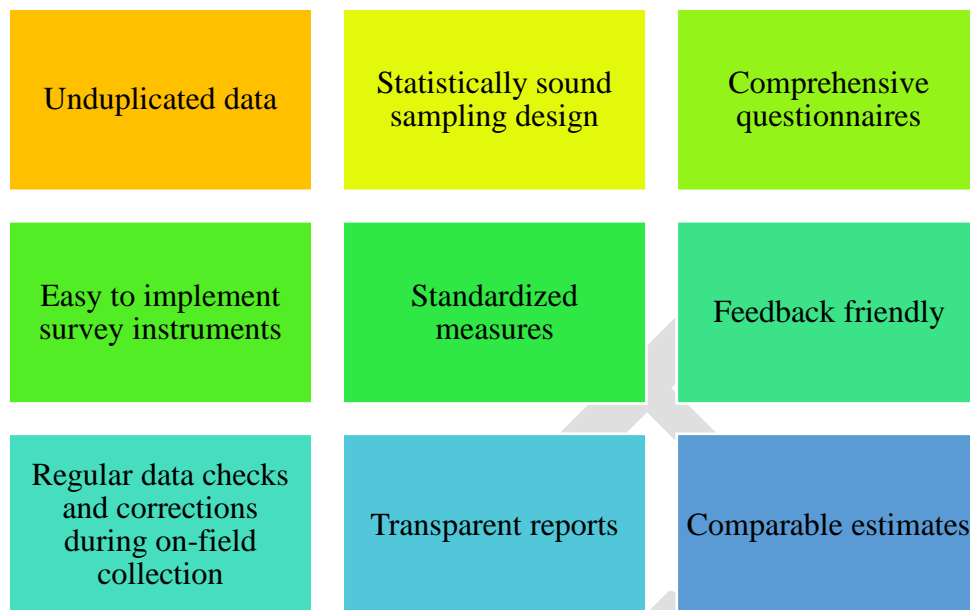 Unduplicated data
Statistically sound
sampling design
Comprehensive
questionnaires
Easy to implement
survey instruments
Standardized
measures
Feedback friendly
Regular data checks
and corrections
during on-field
collection
Transparent reports
Comparable estimates